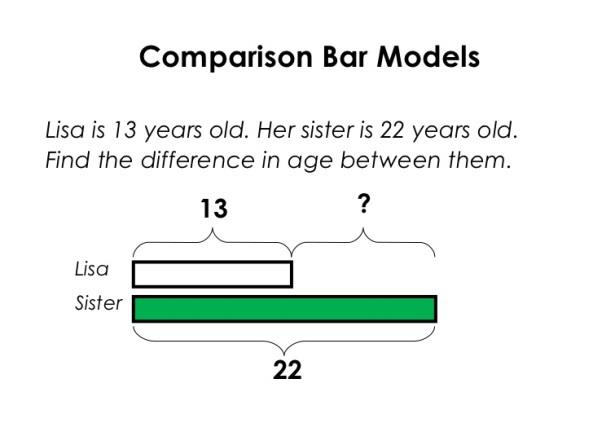 Comparison Bar Models
Lisa is 13 years old. Her sister is 22 years old.
Find the difference in age between them.
13 ?
Lisa
Sister
22